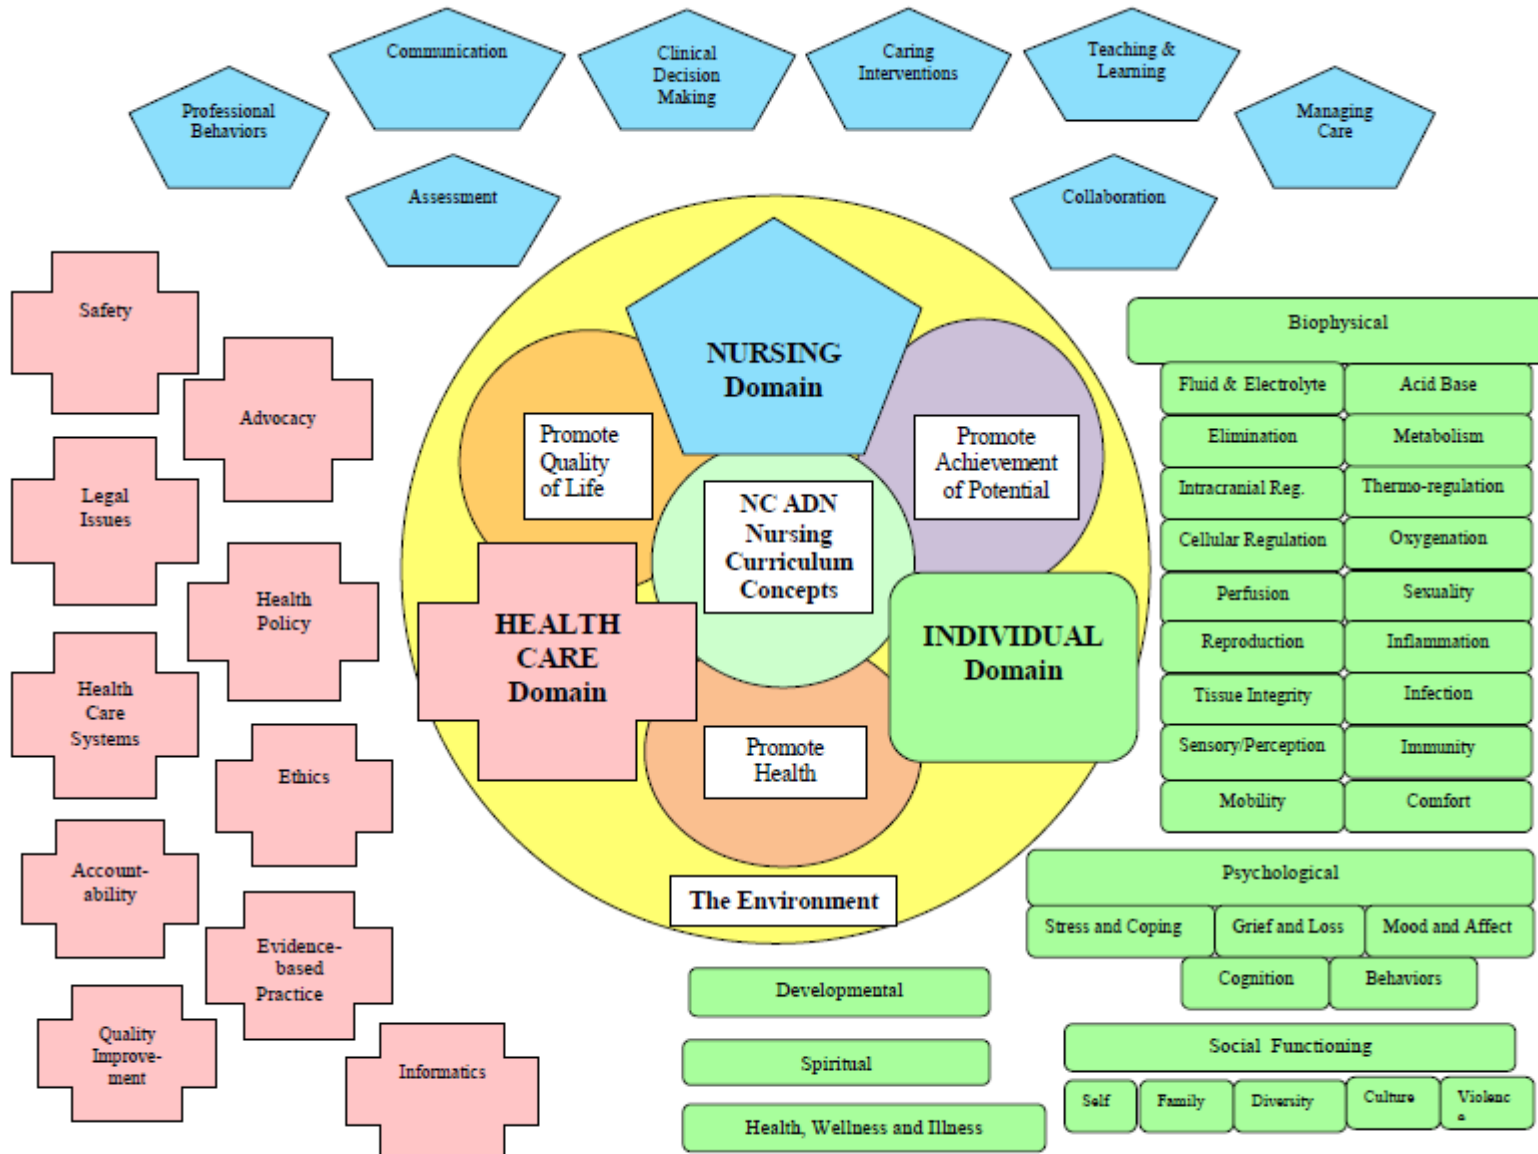 Communication
Clinical
Decision
Making
Caring
Interventions
Teaching &
Learning
Professional
Behaviors
Managing
Care
Assessment
Collaboration
Safety
Advocacy
Legal
Issues
Health
Policy
Health
Care
Systems
Ethics
Account-
ability
Evidence-
based
Practice
Quality
Improve-
ment
Informatics
NURSING
Domain
Promote
Quality
of Life
Promote
Achievement
of Potential
NC ADN
Nursing
Curriculum
Concepts
HEALTH
CARE
Domain
INDIVIDUAL
Domain
Promote
Health
The Environment
Biophysical
Fluid & Electrolyte
Acid Base
Elimination
Metabolism
Intracranial Reg.
Thermo-regulation
Cellular Regulation
Oxygenation
Perfusion
Sexuality
Reproduction
Inflammation
Tissue Integrity
Infection
Sensory/Perception
Immunity
Mobility
Comfort
Psychological
Stress and Coping
Grief and Loss
Mood and Affect
Cognition
Behaviors
Developmental
Spiritual
Health, Wellness and Illness
Social Functioning
Self
Family
Diversity
Culture
Violenc
e